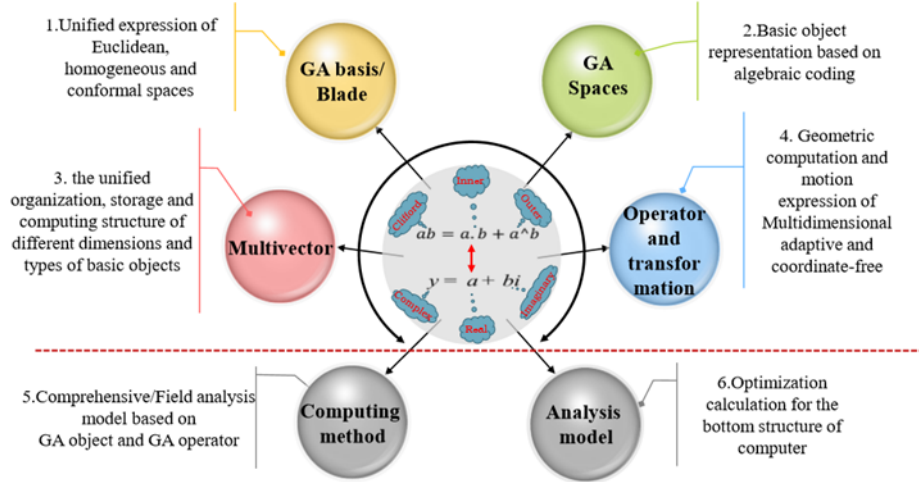 1.Unified expression of
Euclidean,
homogeneous and
conformal spaces
GA basis/
Blade
GA
Spaces
2.Basic object
representation based on
algebraic coding
3. the unified
organization, storage and
computing structure of
different dimensions and
types of basic objects
Multivector
Clifford
Inner
Outer
ab = a. b + a^b
y = a + bi
Complex
Real
Imaginary
Operator
and
transfor
mation
4. Geometric
computation and
motion
expression of
Multidimensional
adaptive and
coordinate-free
5.Comprehensive/Field analysis
model based on
GA object and GA operator
Computing
method
Analysis
model
6.Optimization
calculation for the
bottom structure of
computer